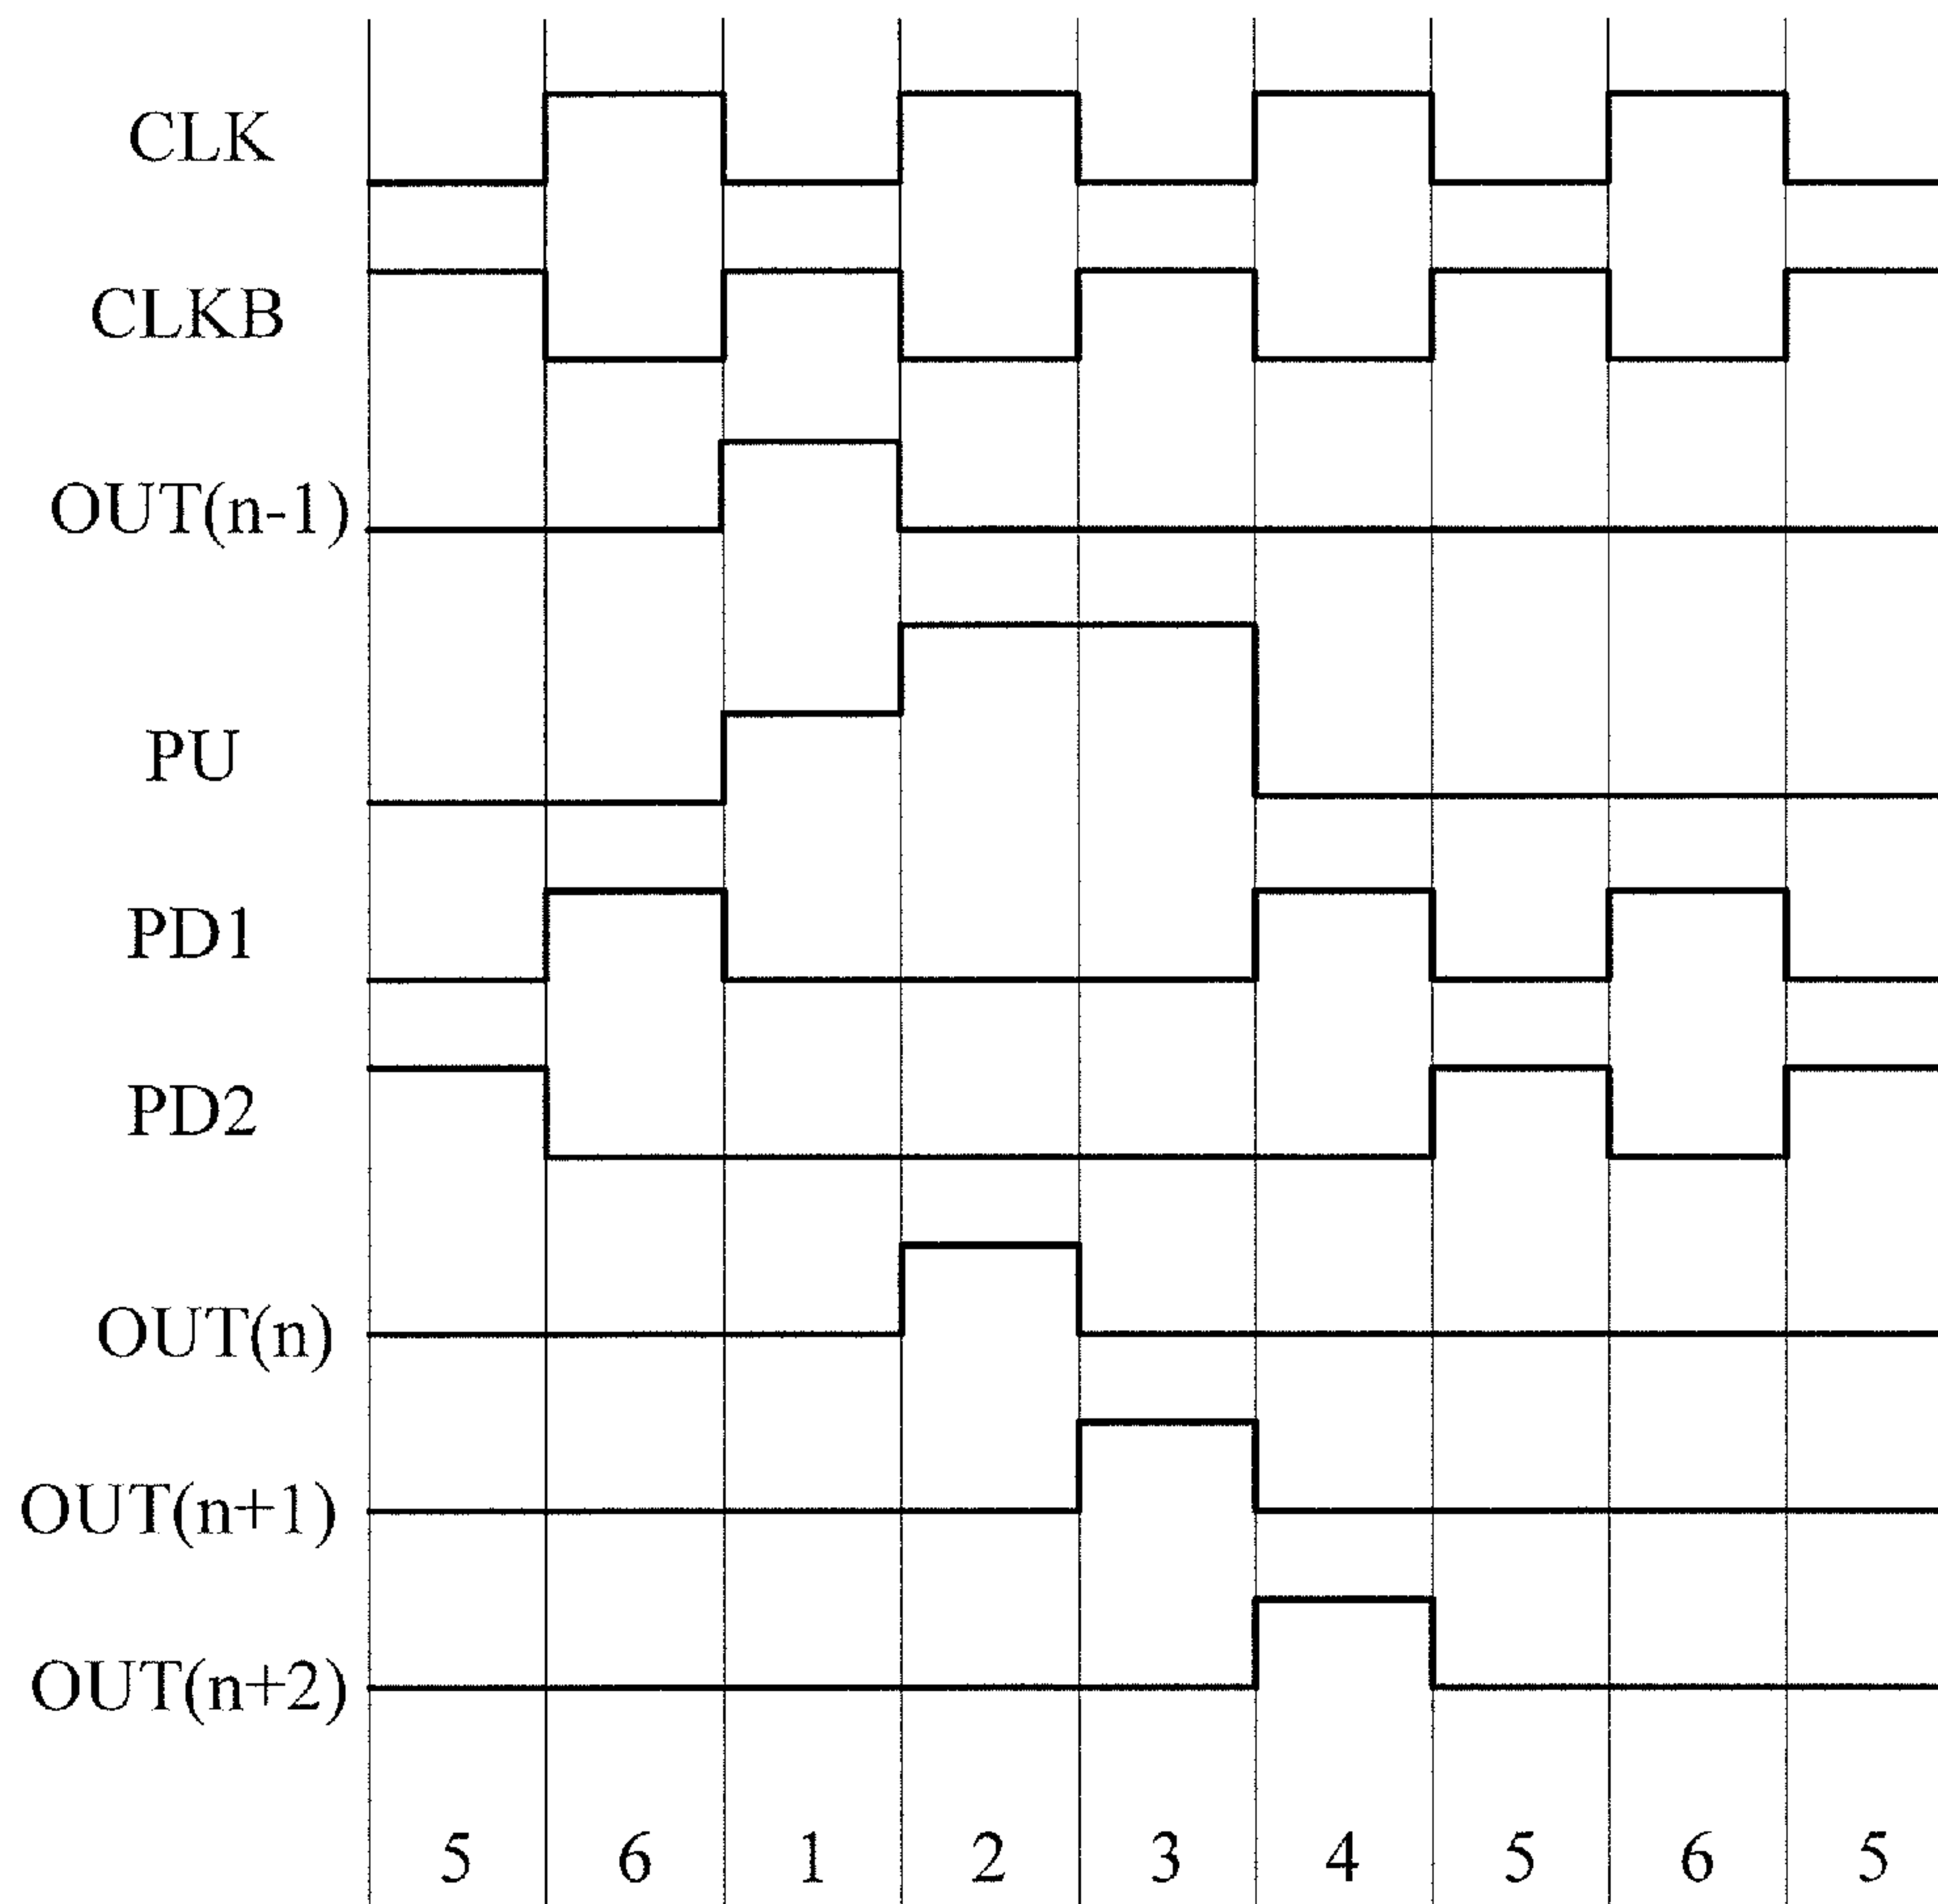 CLK
CLKB
OUT(n-1)
PU
PD1
PD2
OUT(n)
OUT(n+1)
OUT(n+2)
5 6 1 2 3 4 5 6 5